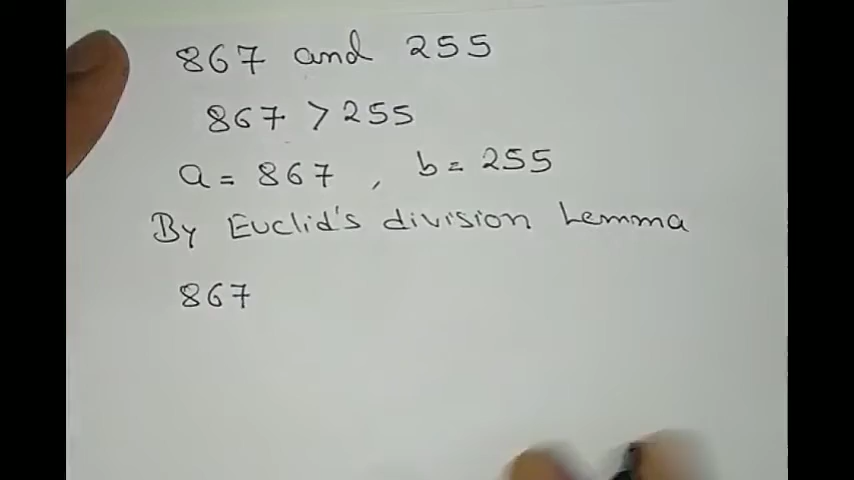 867 and 255
867 > 255
a = 867 , b = 255
By Euclid's division Lemma
867